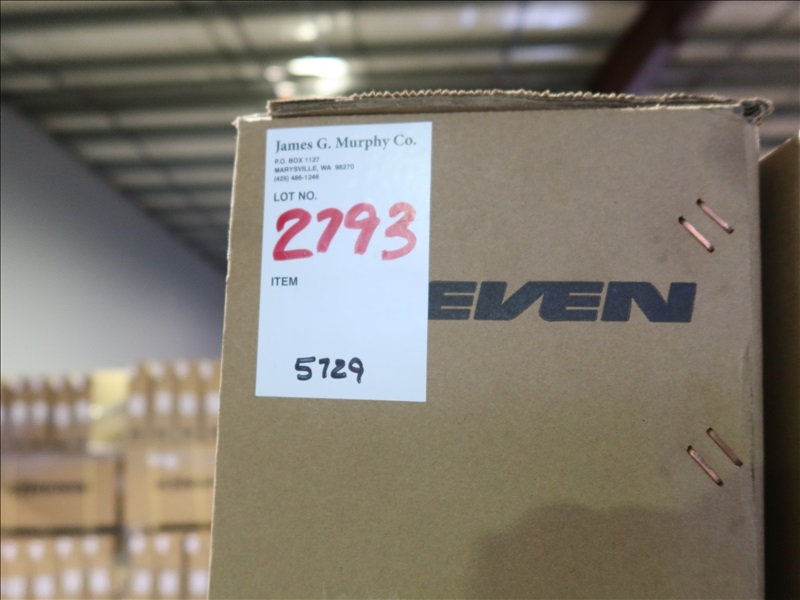 James G. Murphy Co.
P.O. BOX 1127
MARYSVILLE, WA 98270
(425) 486-1246
LOT NO.
2793
EVEN
ITEM
5729